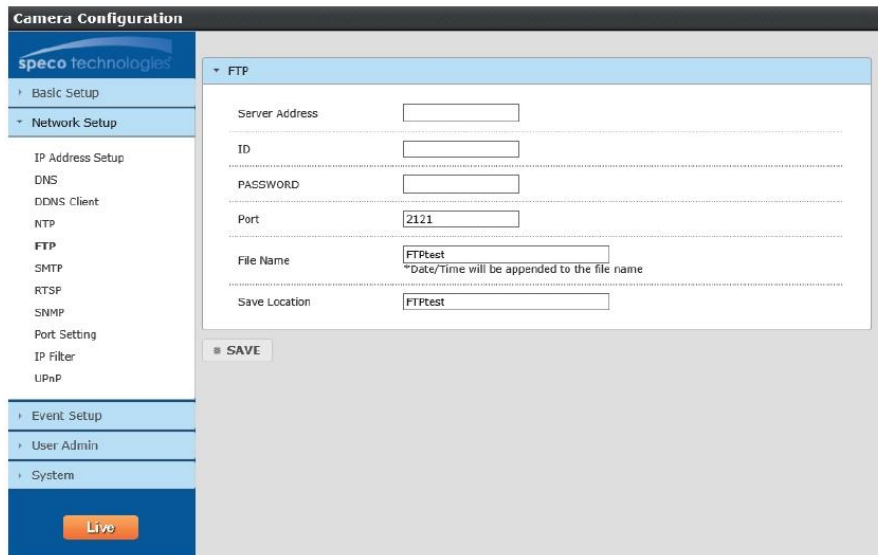 Camera Configuration
speco technologies
Basic Setup
Network Setup
IP Address Setup
DNS
DDNS Client
NTP
FTP
SMTP
RTSP
SNMP
Port Setting
IP Filter
UPnP
Event Setup
User Admin
System
Live
FTP
Server Address
ID
PASSWORD
Port 2121
File Name FTPtest
*Date/Time will be appended to the file name
Save Location FTPtest
SAVE